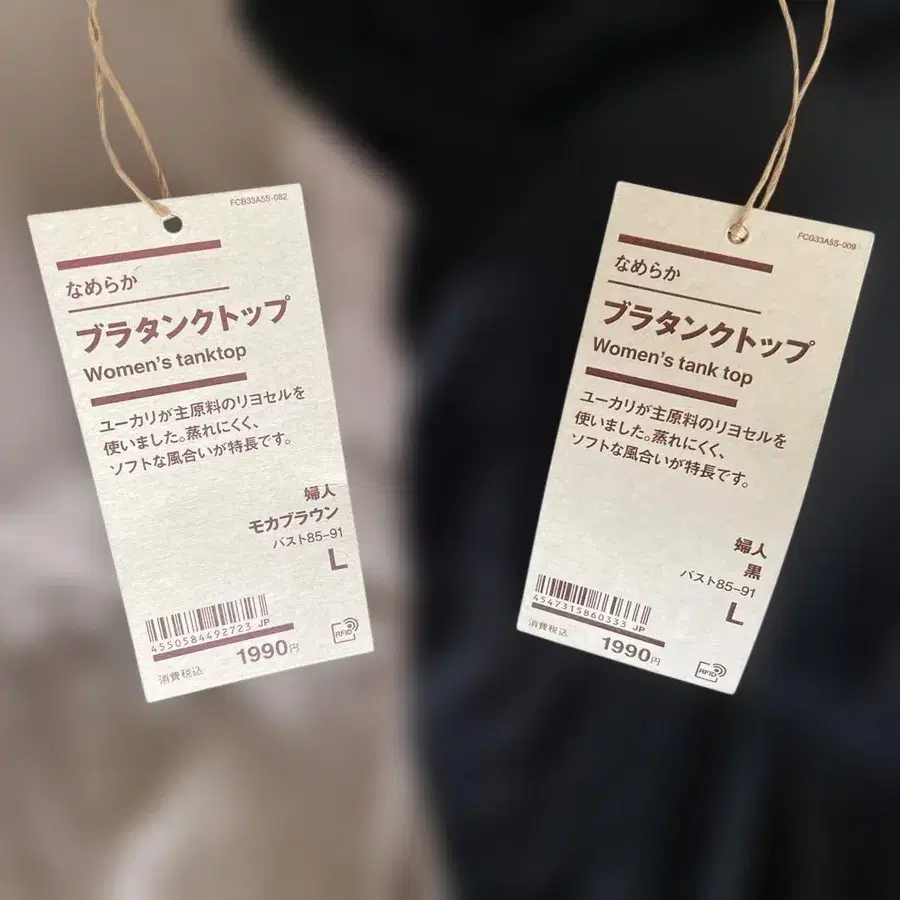 FCB33A5S-082
なめらか
ブラタンクトップ
Women's tanktop
ユーカリが主原料のリヨセルを
使いました。蒸れにくく、
ソフトな風合いが特長です。
婦人
モカブラウン
バスト85-91
L
4550584492723 JP
消費税込
1990円
RFID
FCG33A5S-009
なめらか
ブラタンクトップ
Women's tank top
ユーカリが主原料のリヨセルを
使いました。蒸れにくく、
ソフトな風合いが特長です。
婦人
黒
バスト85-91
L
4547315860333 JP
消費税込
1990円
RFID